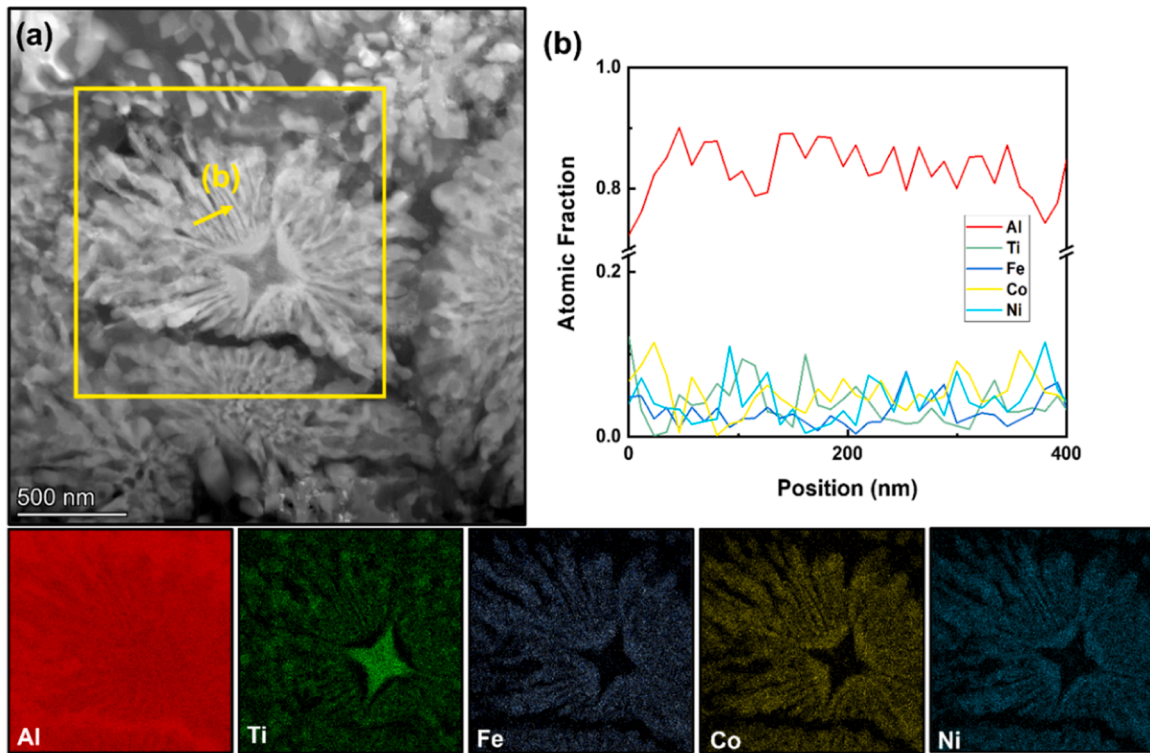 (a)
(b)
500 nm
(b)
1.0
0.8
0.2
0.0
Atomic Fraction
Al
Ti
Fe
Co
Ni
0
200
400
Position (nm)
Al
Ti
Fe
Co
Ni